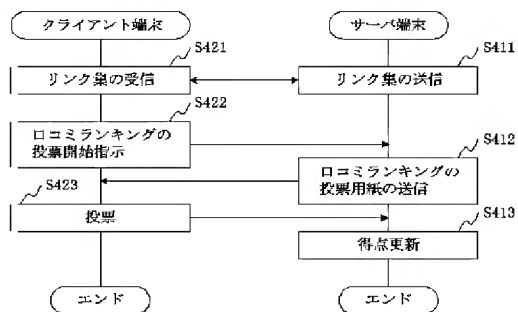 クライアント端末
サーバ端末
S421
S411
リンク集の受信
リンク集の送信
S422
口コミランキングの
投票開始指示
S412
口コミランキングの
投票用紙の送信
S423
投票
S413
得点更新
エンド
エンド